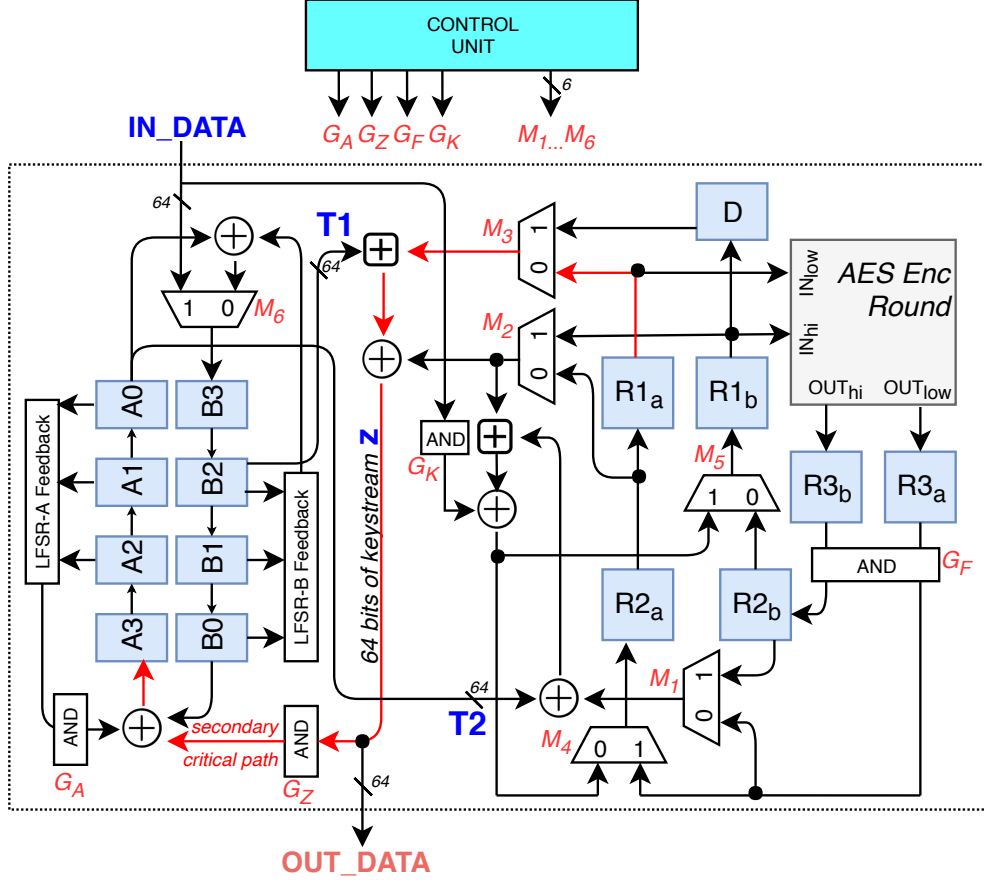 CONTROL
UNIT
6
G_A G_Z G_F G_K M_1...M_6
IN_DATA
64
T1
64
M_3
1
0
D
IN_low
AES Enc
Round
IN_hi
OUT_hi
OUT_low
1 0
M_6
M_2
1
0
R1_a
R1_b
A0
B3
AND
G_K
M_5
1 0
R3_b
R3_a
LFSR-A Feedback
A1
B2
LFSR-B Feedback
A2
B1
AND
G_F
64 bits of keystream z
R2_a
R2_b
A3
B0
64
T2
M_1
1
0
AND
G_A
secondary
critical path
AND
G_Z
M_4
0 1
64
OUT_DATA